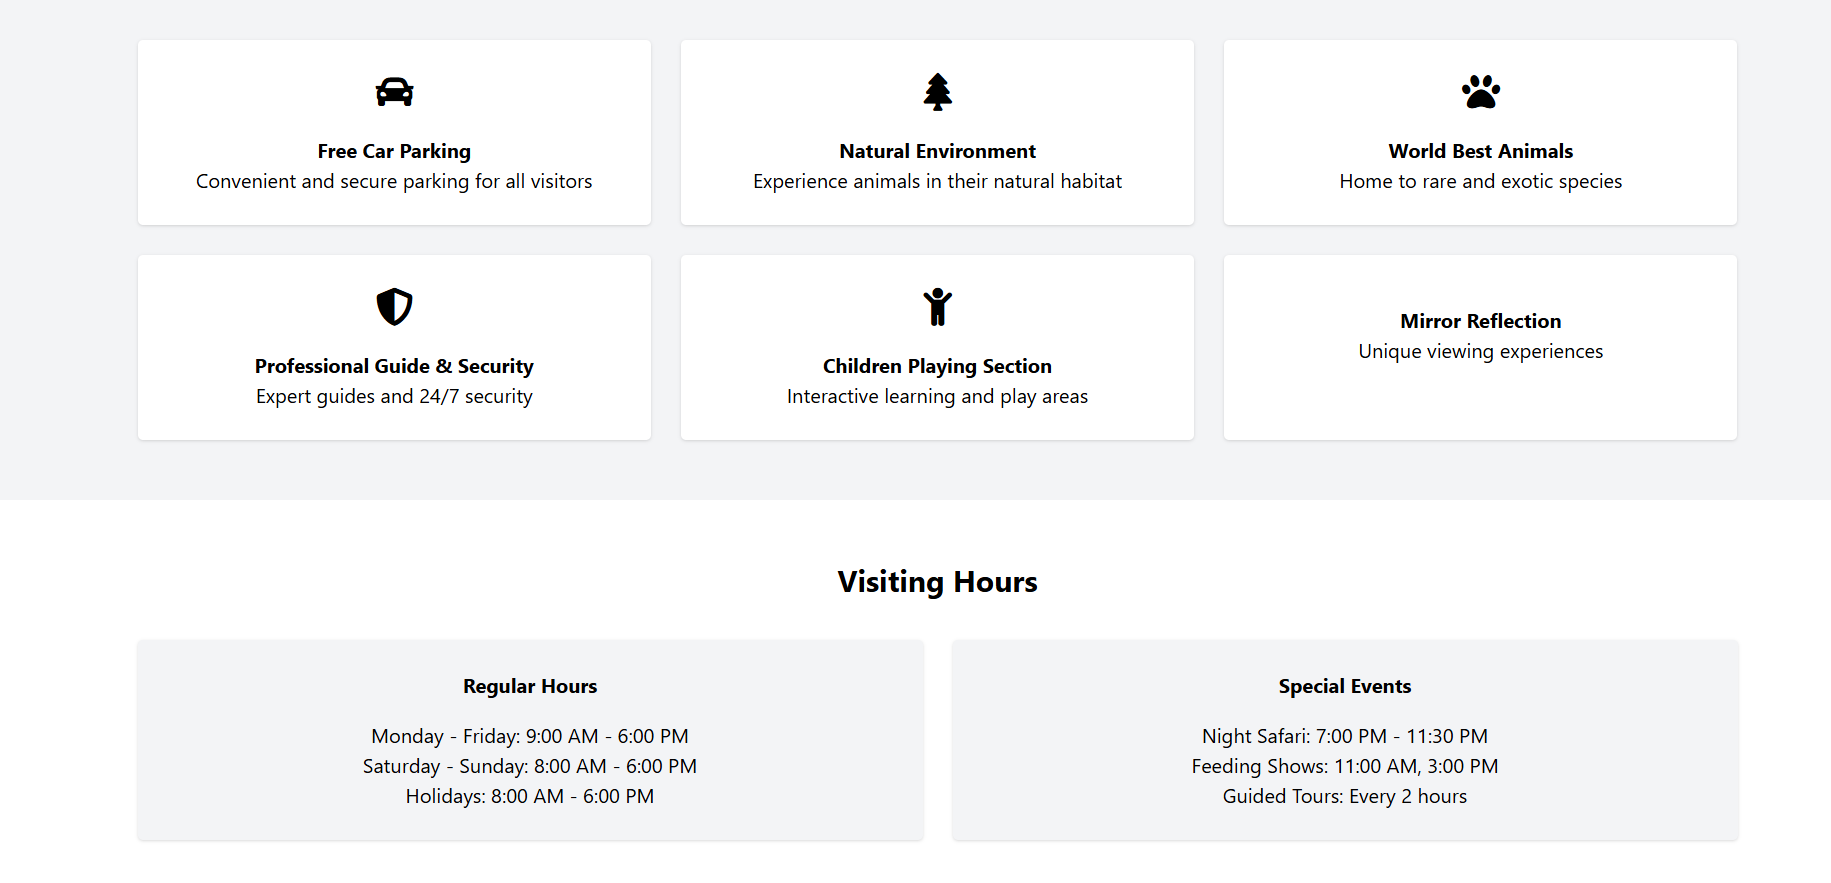 Free Car Parking
Convenient and secure parking for all visitors
Natural Environment
Experience animals in their natural habitat
World Best Animals
Home to rare and exotic species
Professional Guide & Security
Expert guides and 24/7 security
Children Playing Section
Interactive learning and play areas
Mirror Reflection
Unique viewing experiences
Visiting Hours
Regular Hours
Monday - Friday: 9:00 AM - 6:00 PM
Saturday - Sunday: 8:00 AM - 6:00 PM
Holidays: 8:00 AM - 6:00 PM
Special Events
Night Safari: 7:00 PM - 11:30 PM
Feeding Shows: 11:00 AM, 3:00 PM
Guided Tours: Every 2 hours